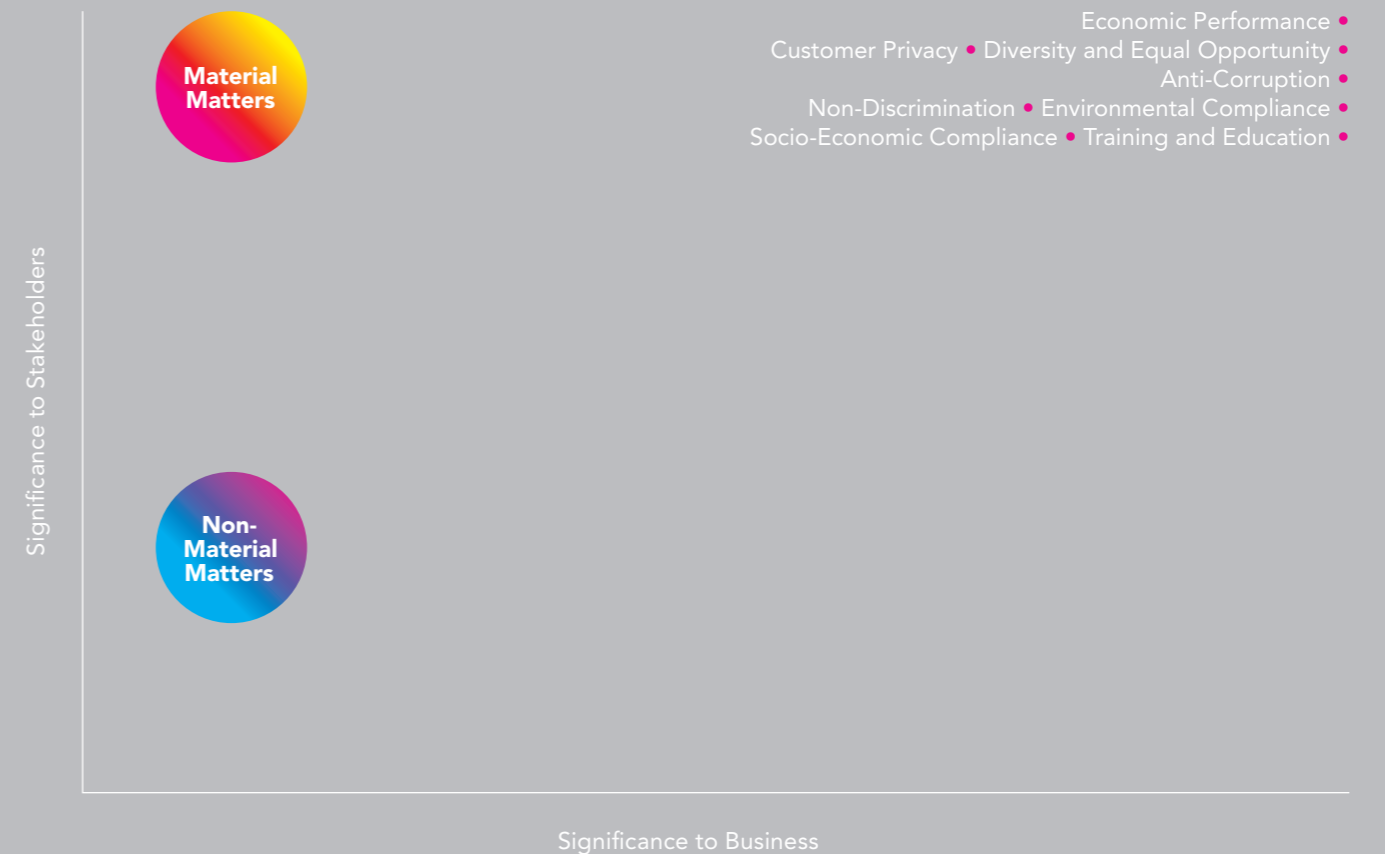 Economic Performance •
Customer Privacy • Diversity and Equal Opportunity •
Anti-Corruption •
Non-Discrimination • Environmental Compliance •
Socio-Economic Compliance • Training and Education •
Material
Matters
Significance to Stakeholders
Non-
Material
Matters
Significance to Business